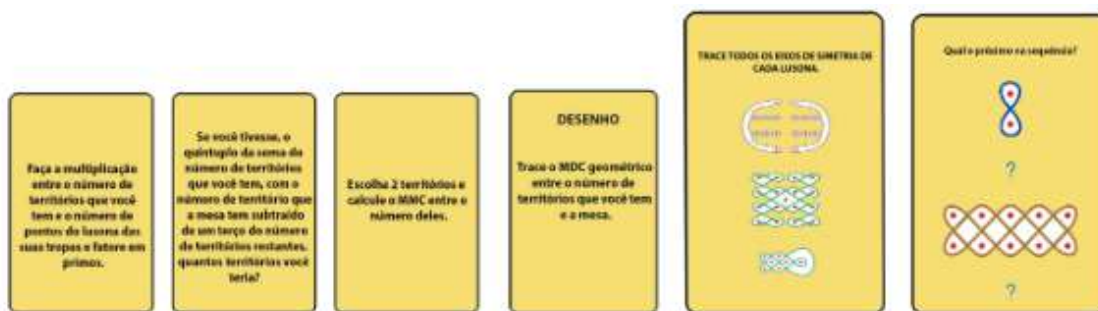 Faça a multiplicação
entre o número de
territórios que você
tem e o número de
pontos do lusona das
suas tropas e fatore em
primos.
Se você tivesse, o
quíntuplo da soma do
número de territórios
que você tem, com o
número de território que
a mesa tem subtraído
de um terço do número
de territórios restantes,
quantos territorios você
teria?
Escolha 2 territórios e
calcule o MMC entre o
número deles.
DESENHO
Trace o MDC geométrico
entre o número de
territórios que você tem
e a mesa.
TRACE TODOS OS EIXOS DE SIMETRIA DE
CADA LUSONA.
Qual o próximo na sequência?
?
?